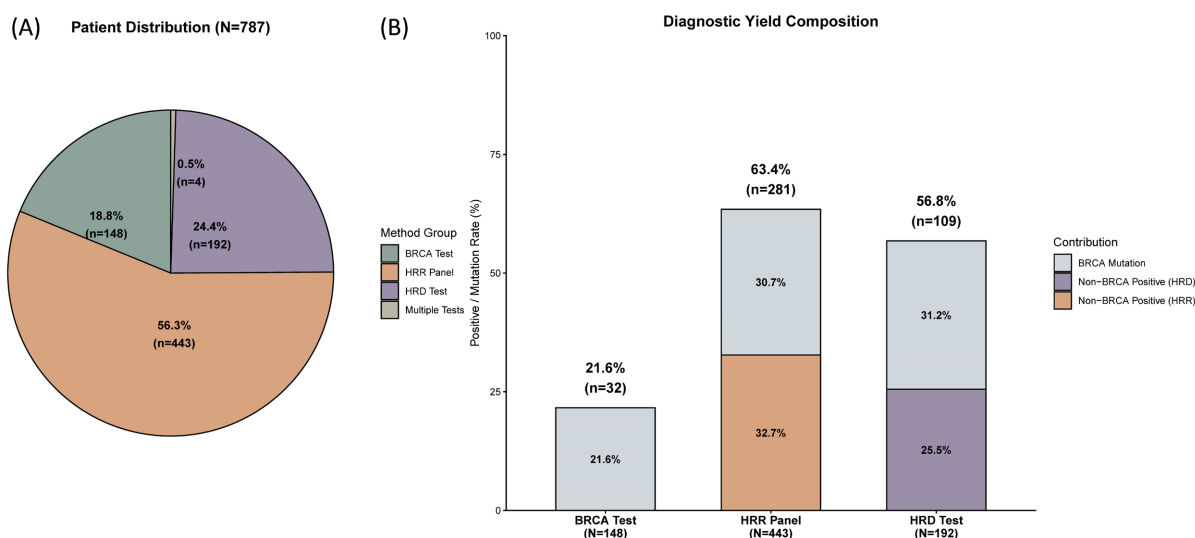 (A)
Patient Distribution (N=787)
0.5%
(n=4)
18.8%
(n=148)
24.4%
(n=192)
56.3%
(n=443)
Method Group
BRCA Test
HRR Panel
HRD Test
Multiple Tests
(B)
Diagnostic Yield Composition
Positive / Mutation Rate (%)
100
75
50
25
0
21.6%
(n=32)
21.6%
63.4%
(n=281)
30.7%
32.7%
56.8%
(n=109)
31.2%
25.5%
BRCA Test
(N=148)
HRR Panel
(N=443)
HRD Test
(N=192)
Contribution
BRCA Mutation
Non−BRCA Positive (HRD)
Non−BRCA Positive (HRR)